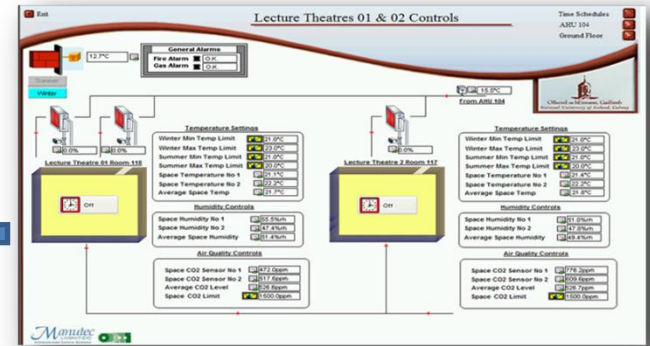 Exit
Lecture Theatres 01 & 02 Controls
Time Schedules
AHU 104
Ground Floor
12.7°C
General Alarms
Fire Alarm O.K.
Gas Alarm O.K.
Summer
Winter
15.5°C
From AHU 104
Ollscoil na hÉireann, Gaillimh
National University of Ireland, Galway
0.0%
0.0%
Lecture Theatre 01 Room 118
Off
Temperature Settings
Winter Min Temp Limit 21.0°C
Winter Max Temp Limit 23.0°C
Summer Min Temp Limit 21.0°C
Summer Max Temp Limit 20.0°C
Space Temperature No 1 21.1°C
Space Temperature No 2 22.2°C
Average Space Temp 21.7°C
Humidity Controls
Space Humidity No 1 55.5%rh
Space Humidity No 2 47.4%rh
Average Space Humidity 51.4%rh
Air Quality Controls
Space CO2 Sensor No 1 472.0ppm
Space CO2 Sensor No 2 517.6ppm
Average CO2 Level
Space CO2 Limit 1500.0ppm
0.0%
Lecture Theatre 2 Room 117
Off
Temperature Settings
Winter Min Temp Limit 21.0°C
Winter Max Temp Limit 23.0°C
Summer Min Temp Limit 21.0°C
Summer Max Temp Limit 20.0°C
Space Temperature No 1 21.4°C
Space Temperature No 2 22.2°C
Average Space Temp 21.8°C
Humidity Controls
Space Humidity No 1 51.0%rh
Space Humidity No 2 47.8%rh
Average Space Humidity 49.4%rh
Air Quality Controls
Space CO2 Sensor No 1 776.2ppm
Space CO2 Sensor No 2
Average CO2 Level
Space CO2 Limit 1500.0ppm
Manutec